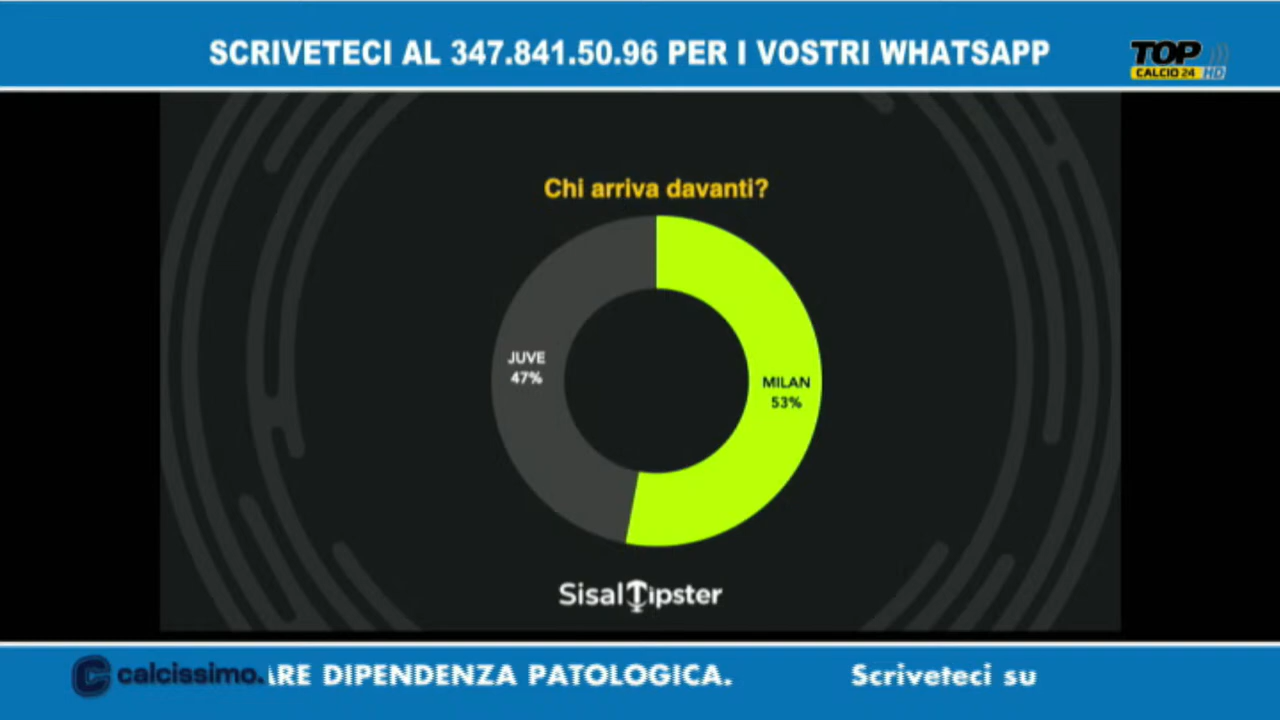 SCRIVETECI AL 347.841.50.96 PER I VOSTRI WHATSAPP
TOP
CALCIO 24 HD
Chi arriva davanti?
JUVE
47%
MILAN
53%
SisalTipster
calcissimo. ARE DIPENDENZA PATOLOGICA. Scriveteci su